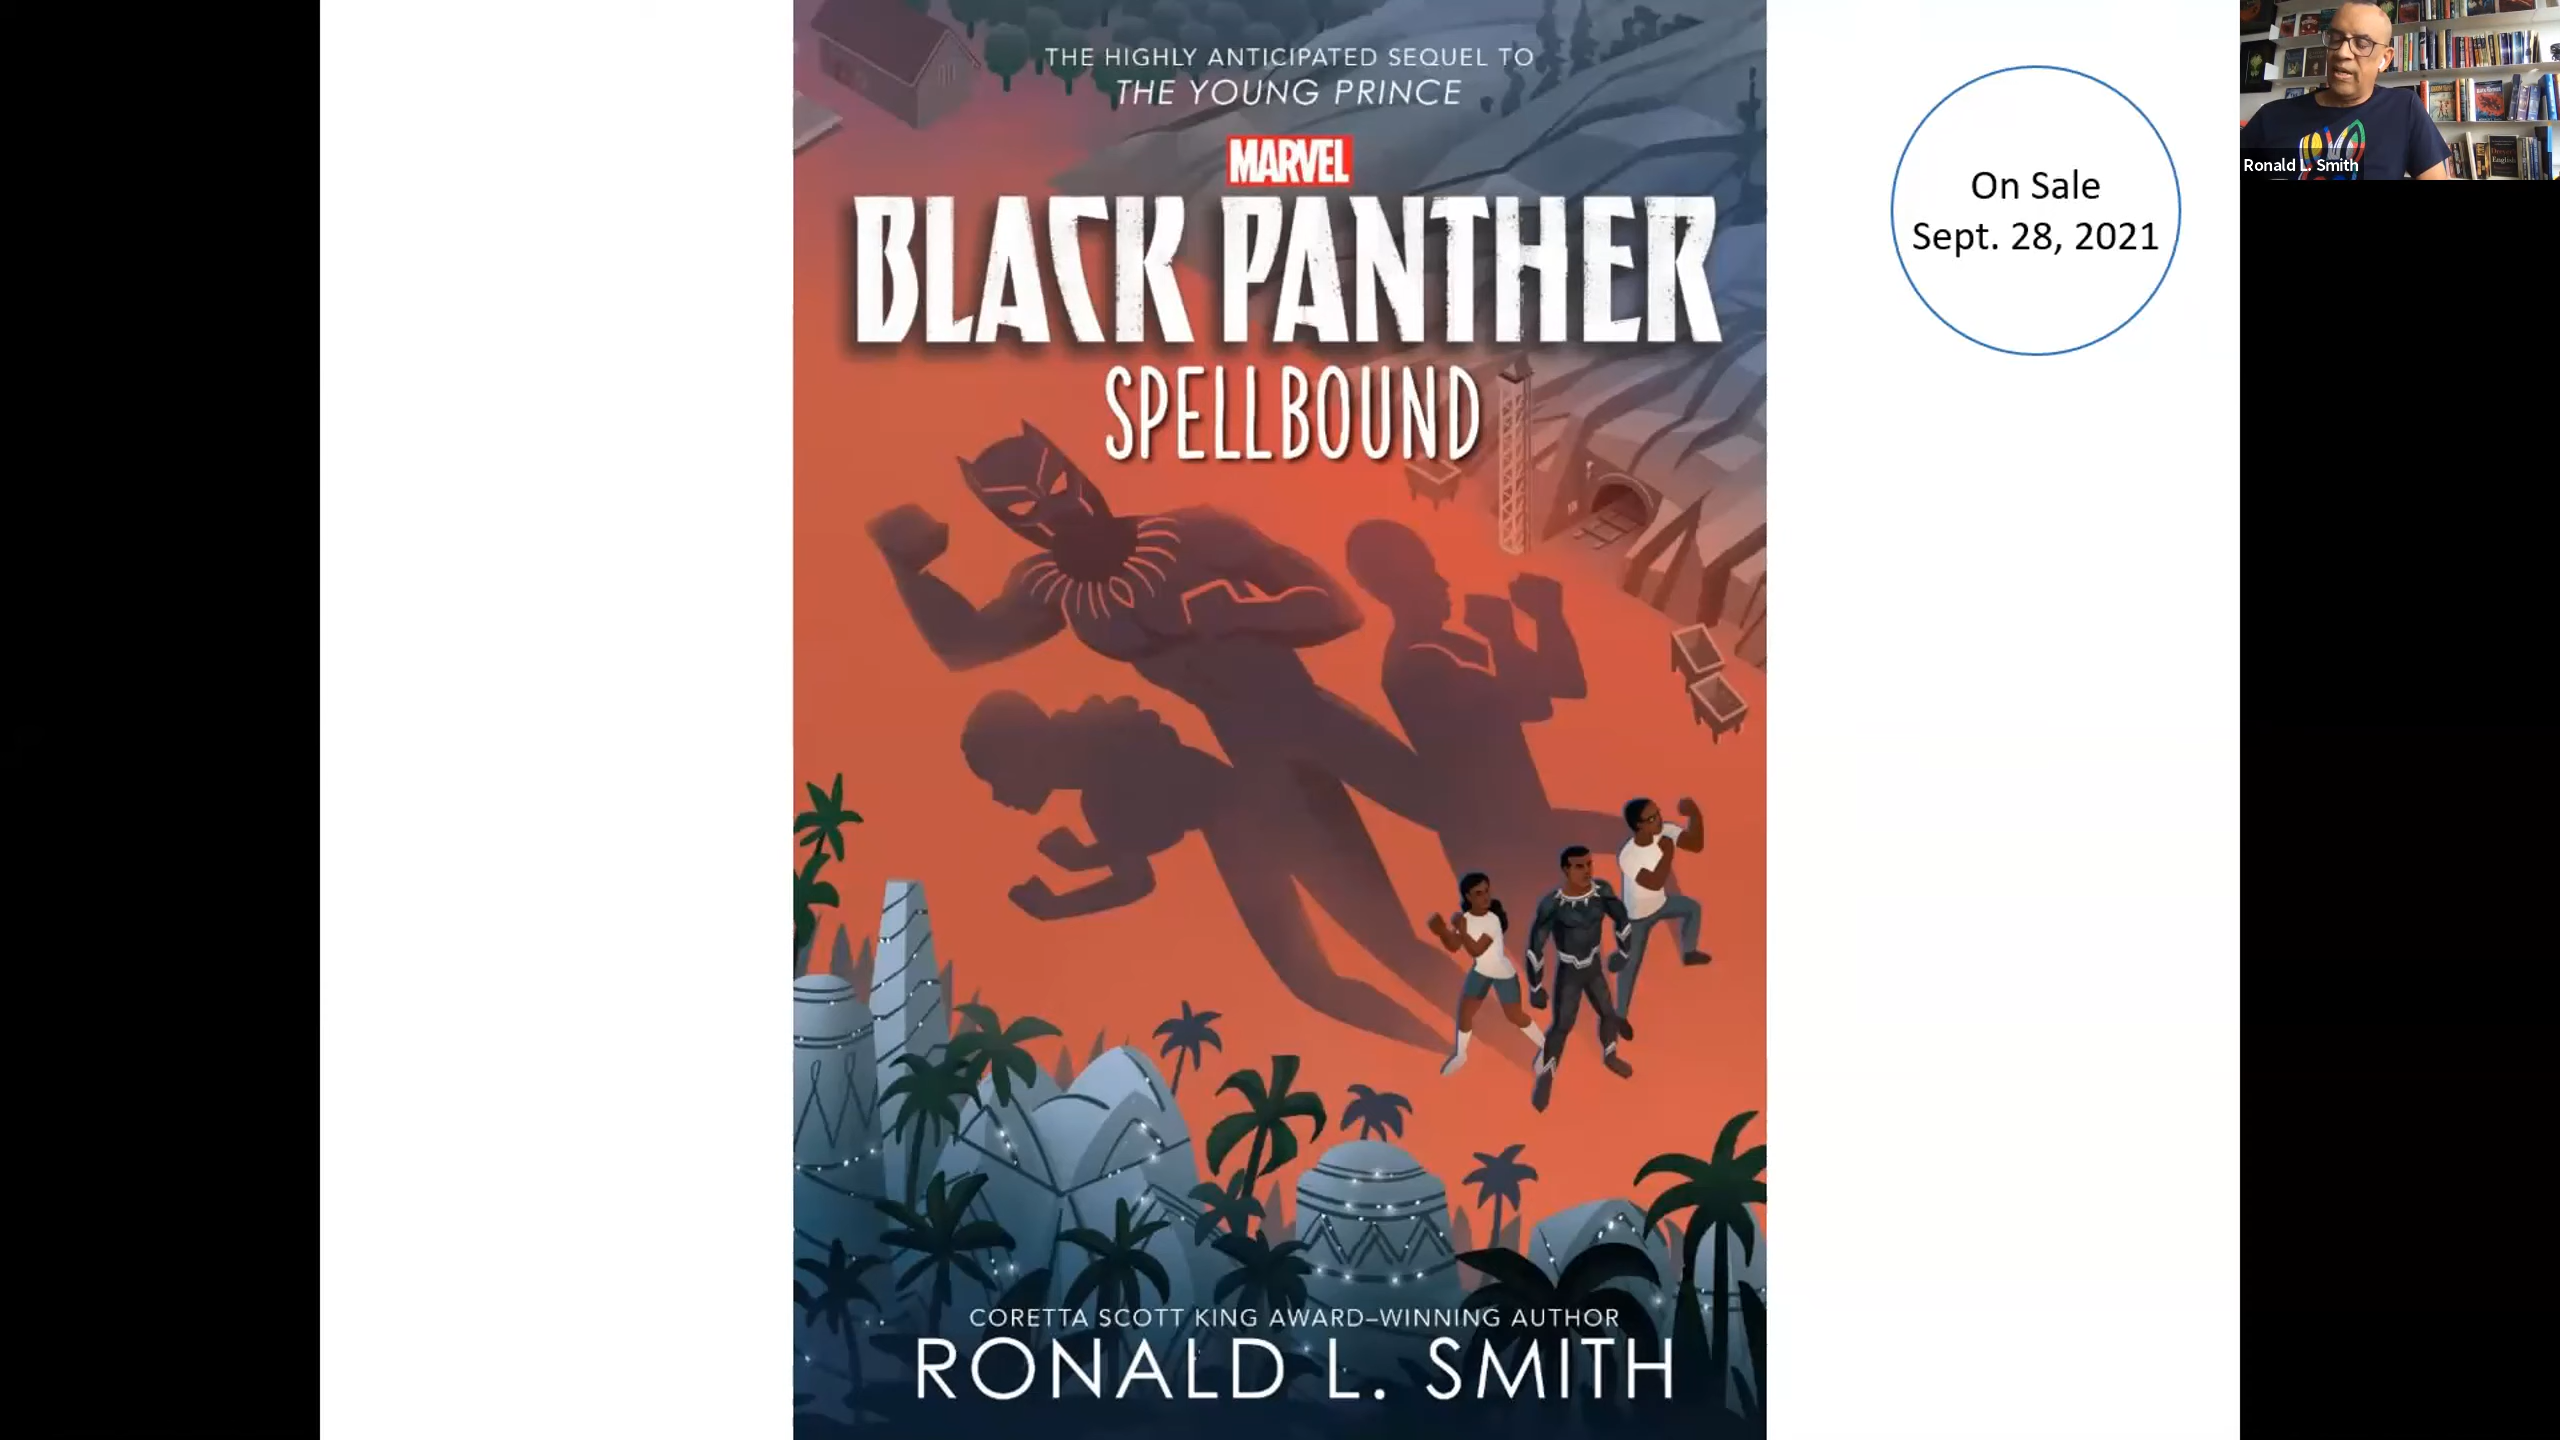 THE HIGHLY ANTICIPATED SEQUEL TO
THE YOUNG PRINCE
MARVEL
BLACK PANTHER
SPELLBOUND
CORETTA SCOTT KING AWARD–WINNING AUTHOR
RONALD L. SMITH
On Sale
Sept. 28, 2021
Ronald L. Smith